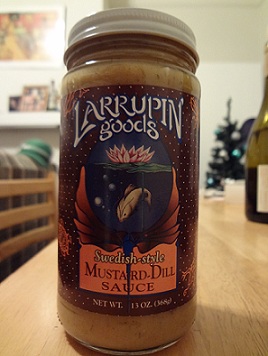 LARRUPIN
goods
Swedish-style
MUSTARD-DILL
SAUCE
NET WT. 13 OZ. (368g)